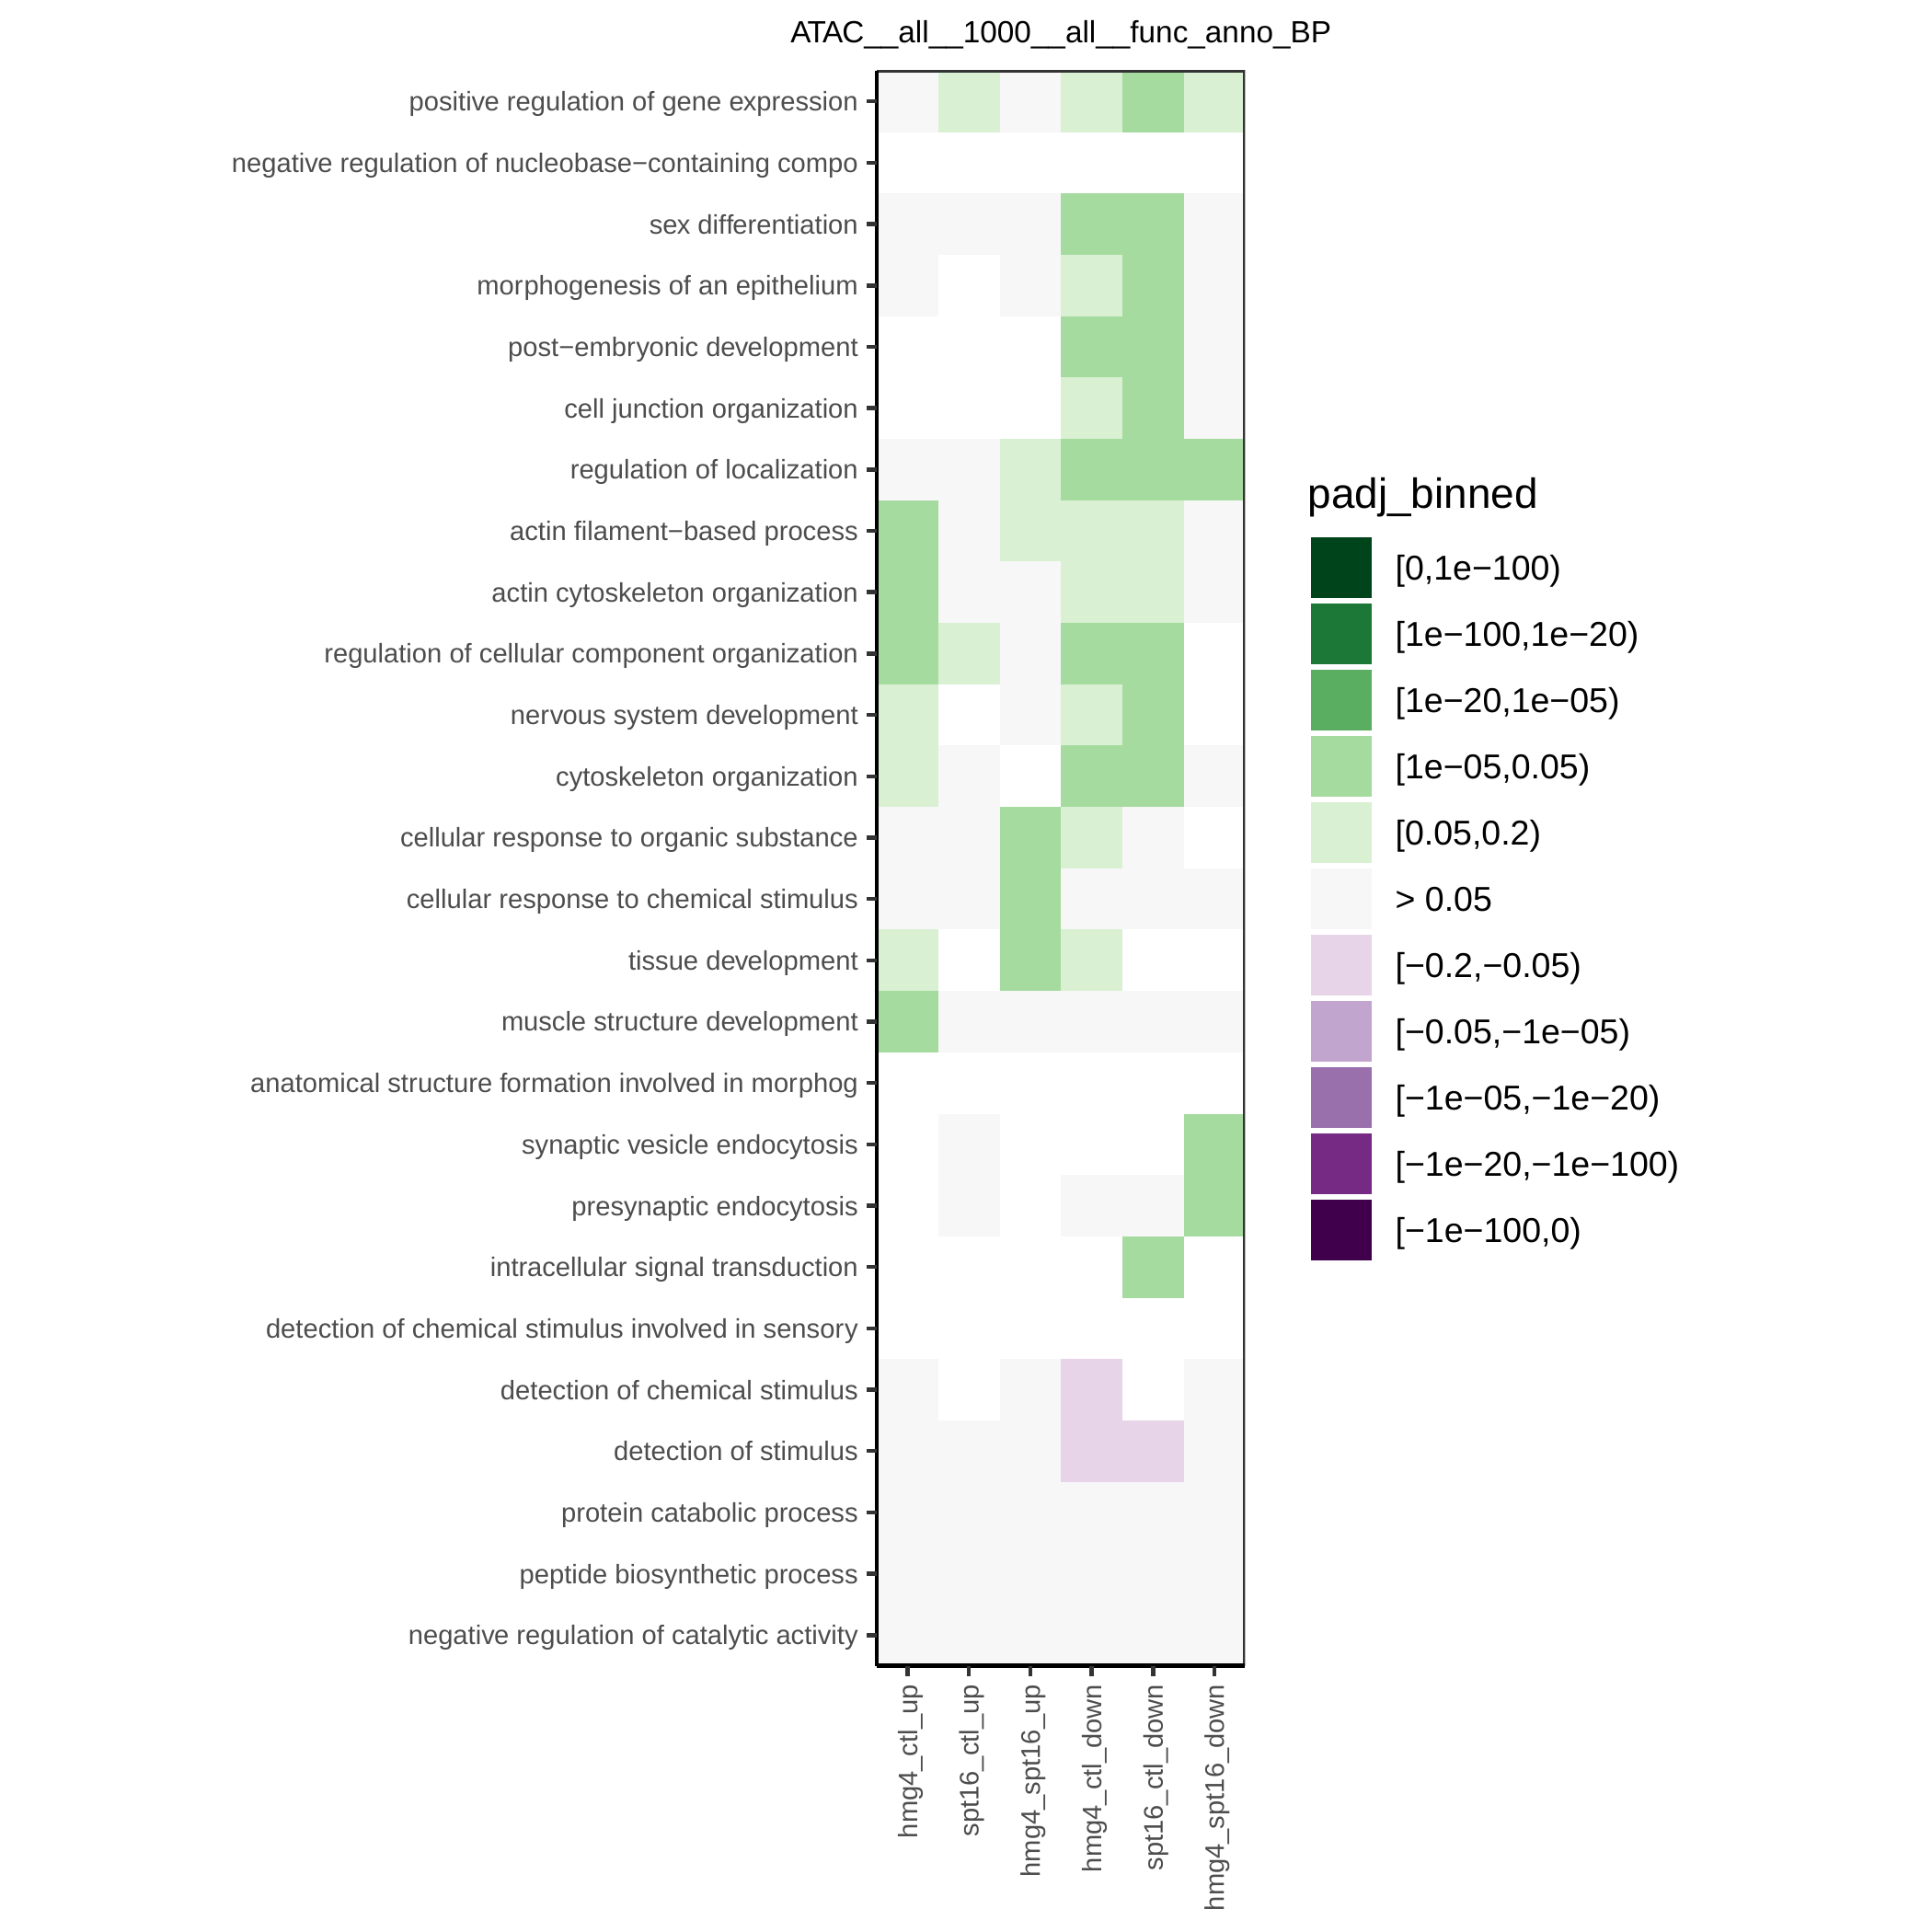 ATAC__all__1000__all__func_anno_BP
positive regulation of gene expression
negative regulation of nucleobase−containing compo
sex differentiation
morphogenesis of an epithelium
post−embryonic development
cell junction organization
regulation of localization
actin filament−based process
actin cytoskeleton organization
regulation of cellular component organization
nervous system development
cytoskeleton organization
cellular response to organic substance
cellular response to chemical stimulus
tissue development
muscle structure development
anatomical structure formation involved in morphog
synaptic vesicle endocytosis
presynaptic endocytosis
intracellular signal transduction
detection of chemical stimulus involved in sensory
detection of chemical stimulus
detection of stimulus
protein catabolic process
peptide biosynthetic process
negative regulation of catalytic activity
hmg4_ctl_up
spt16_ctl_up
hmg4_spt16_up
hmg4_ctl_down
spt16_ctl_down
hmg4_spt16_down
padj_binned
[0,1e−100)
[1e−100,1e−20)
[1e−20,1e−05)
[1e−05,0.05)
[0.05,0.2)
> 0.05
[−0.2,−0.05)
[−0.05,−1e−05)
[−1e−05,−1e−20)
[−1e−20,−1e−100)
[−1e−100,0)